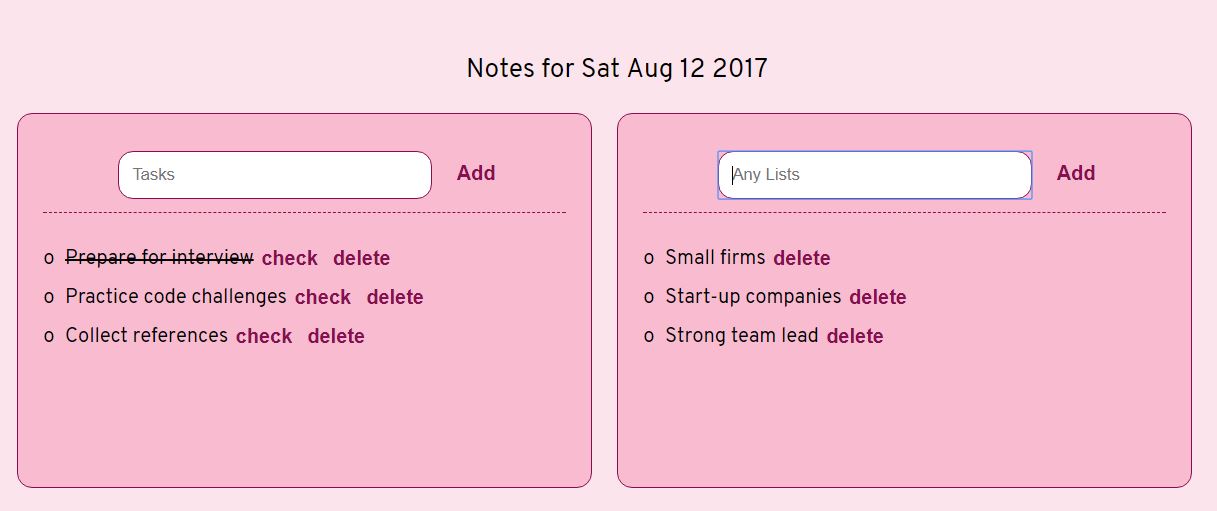 Notes for Sat Aug 12 2017
Tasks Add
o Prepare for interview check delete
o Practice code challenges check delete
o Collect references check delete
Any Lists Add
o Small firms delete
o Start-up companies delete
o Strong team lead delete